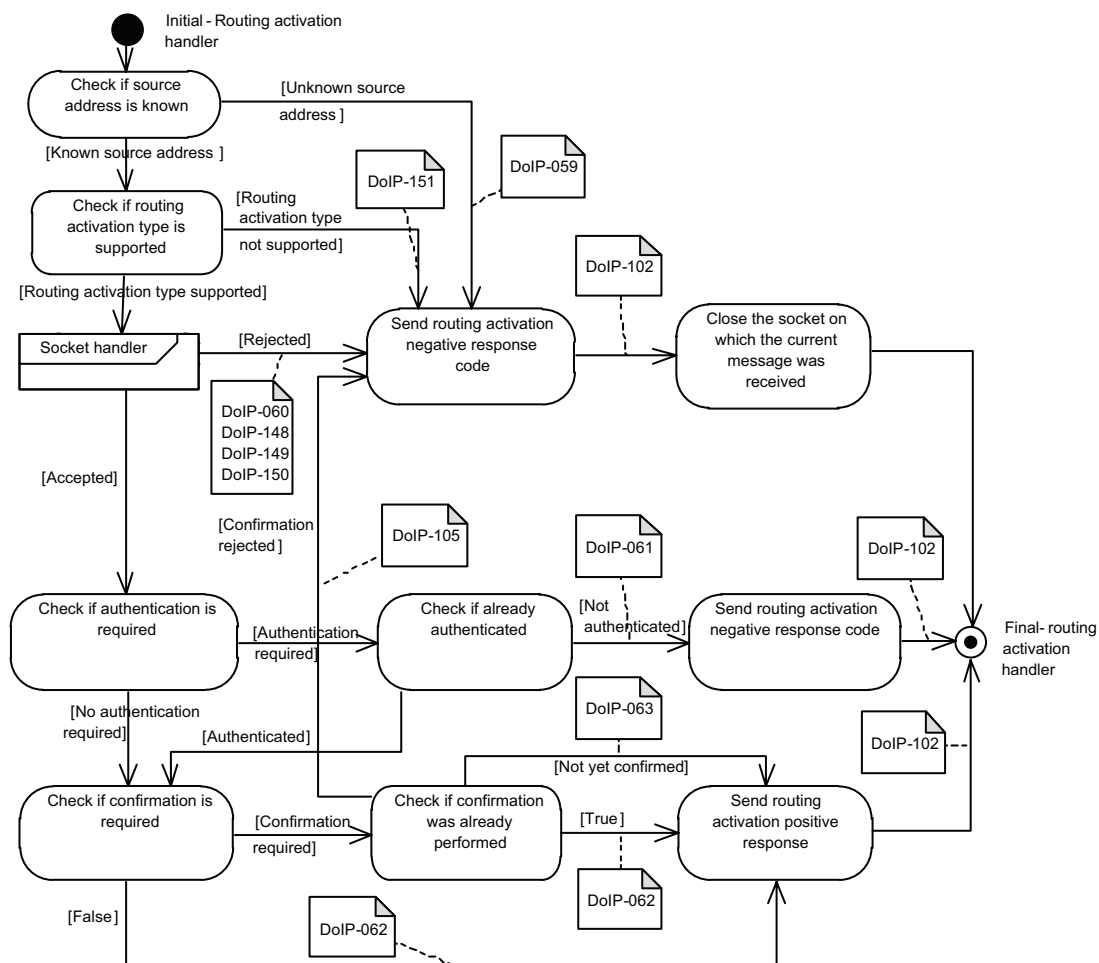 Initial - Routing activation
handler
Check if source
address is known
[Unknown source
address ]
[Known source address ]
DoIP-151
DoIP-059
Check if routing
activation type is
supported
[Routing
activation type
not supported]
DoIP-102
[Routing activation type supported]
Socket handler
[Rejected]
Send routing activation
negative response
code
Close the socket on
which the current
message was
received
DoIP-060
DoIP-148
DoIP-149
DoIP-150
[Accepted]
[Confirmation
rejected ]
DoIP-105
DoIP-061
DoIP-102
Check if authentication is
required
[Authentication
required]
Check if already
authenticated
[Not
authenticated]
Send routing activation
negative response code
Final- routing
activation
handler
[No authentication
required]
[Authenticated]
DoIP-063
[Not yet confirmed]
DoIP-102
Check if confirmation is
required
[Confirmation
required]
Check if confirmation
was already
performed
[True ]
Send routing
activation positive
response
DoIP-062
[False ]
DoIP-062